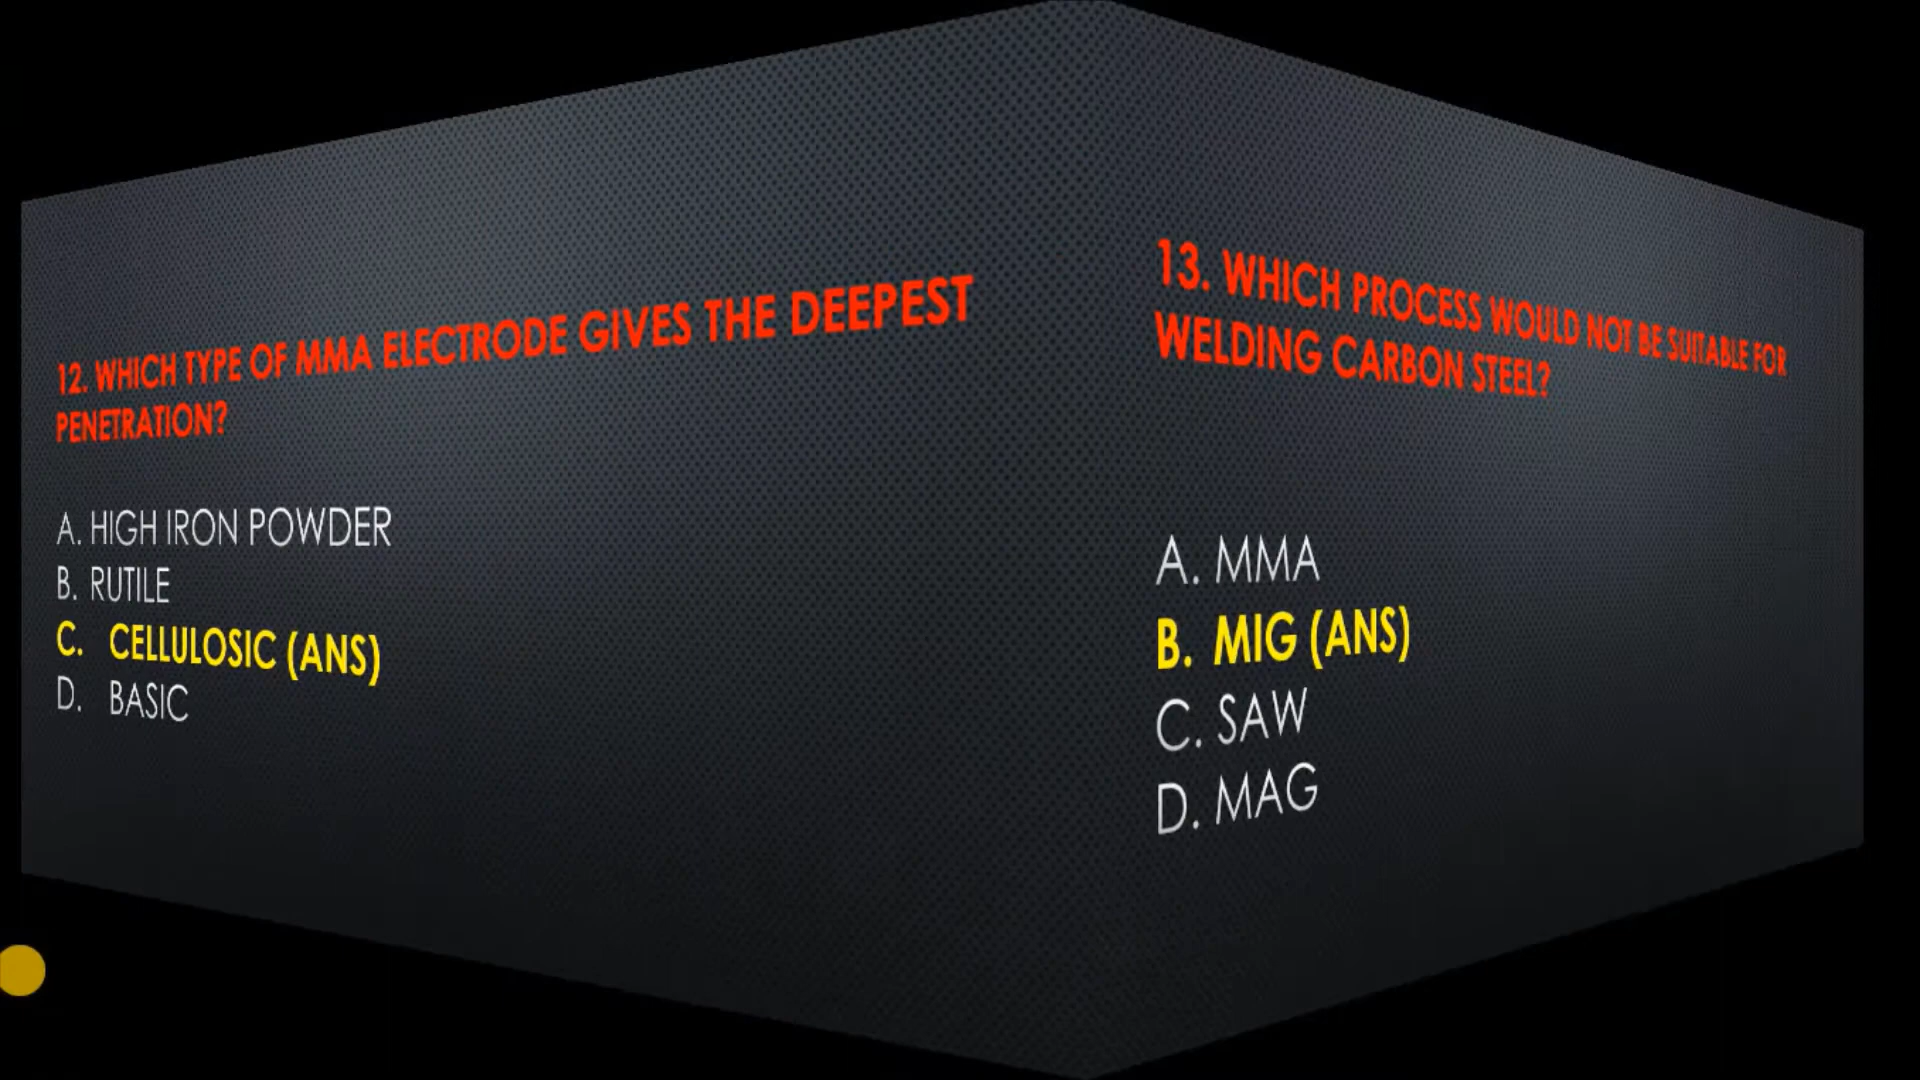 12. WHICH TYPE OF MMA ELECTRODE GIVES THE DEEPEST
PENETRATION?
A. HIGH IRON POWDER
B. RUTILE
C. CELLULOSIC (ANS)
D. BASIC
13. WHICH PROCESS WOULD NOT BE SUITABLE FOR
WELDING CARBON STEEL?
A. MMA
B. MIG (ANS)
C. SAW
D. MAG